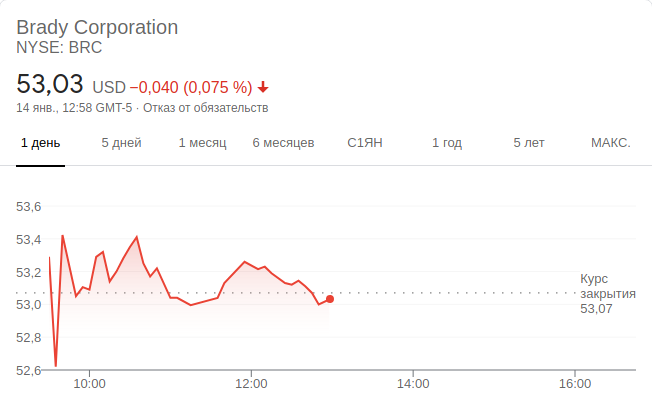 Brady Corporation
NYSE: BRC
53,03 USD −0,040 (0,075 %)
14 янв., 12:58 GMT-5 · Отказ от обязательств
1 день 5 дней 1 месяц 6 месяцев С1ЯН 1 год 5 лет МАКС.
53,6
53,4
53,2
53,0
52,8
52,6
Курс
закрытия
53,07
10:00 12:00 14:00 16:00